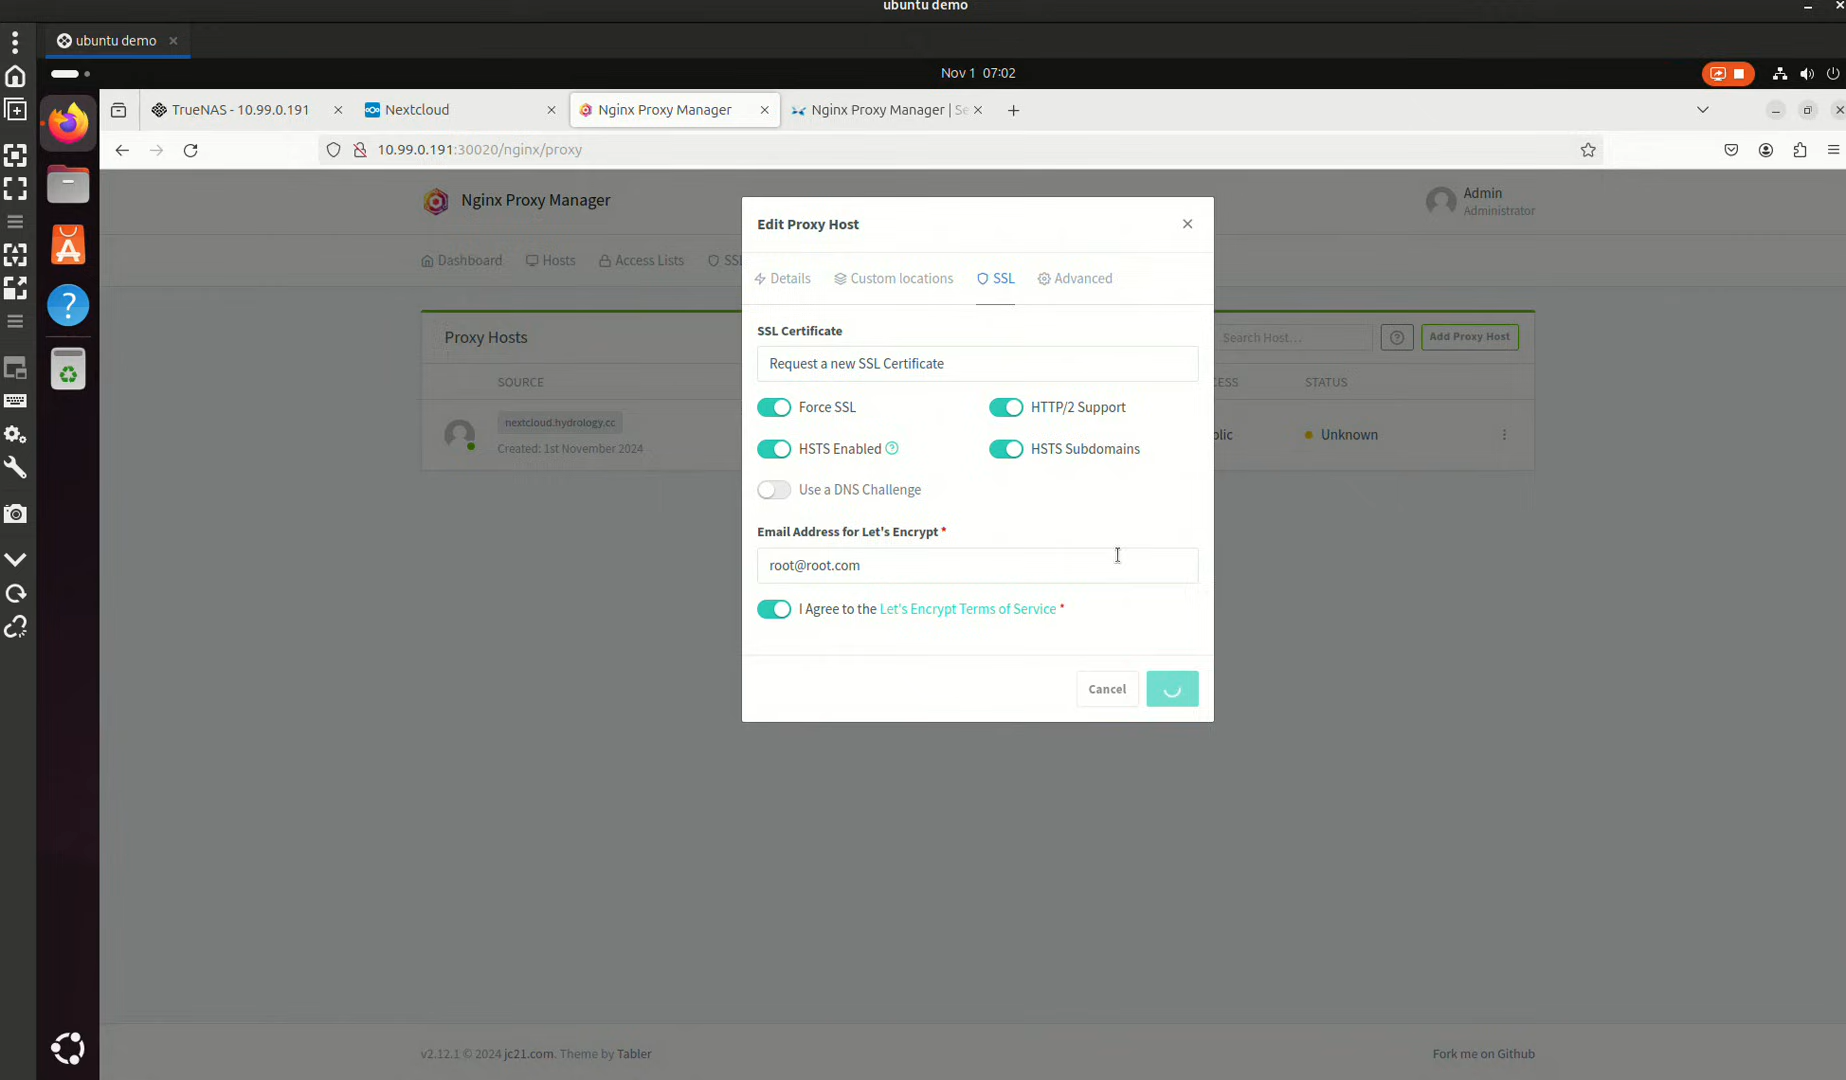 ubuntu demo
ubuntu demo
Nov 1 07:02
TrueNAS - 10.99.0.191
Nextcloud
Nginx Proxy Manager
Nginx Proxy Manager | Se
10.99.0.191:30020/nginx/proxy
Nginx Proxy Manager
Admin
Administrator
Dashboard
Hosts
Access Lists
SSL
Edit Proxy Host
Details
Custom locations
SSL
Advanced
Proxy Hosts
Search Host…
Add Proxy Host
SOURCE
STATUS
nextcloud.hydrology.cc
Created: 1st November 2024
Unknown
SSL Certificate
Request a new SSL Certificate
Force SSL
HTTP/2 Support
HSTS Enabled
HSTS Subdomains
Use a DNS Challenge
Email Address for Let's Encrypt *
root@root.com
I Agree to the Let's Encrypt Terms of Service *
Cancel
v2.12.1 © 2024 jc21.com. Theme by Tabler
Fork me on Github